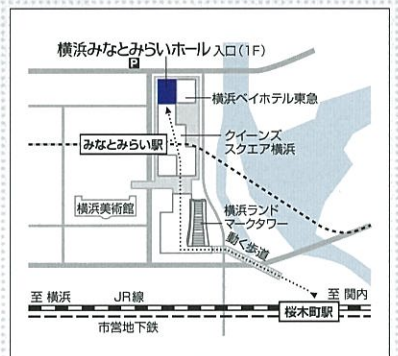 横浜みなとみらいホール 入口(1F)
P
横浜ベイホテル東急
クイーンズ
スクエア横浜
みなとみらい駅
横浜美術館
横浜ランド
マークタワー
動く歩道
至 横浜 JR線 至 関内
桜木町駅
市営地下鉄